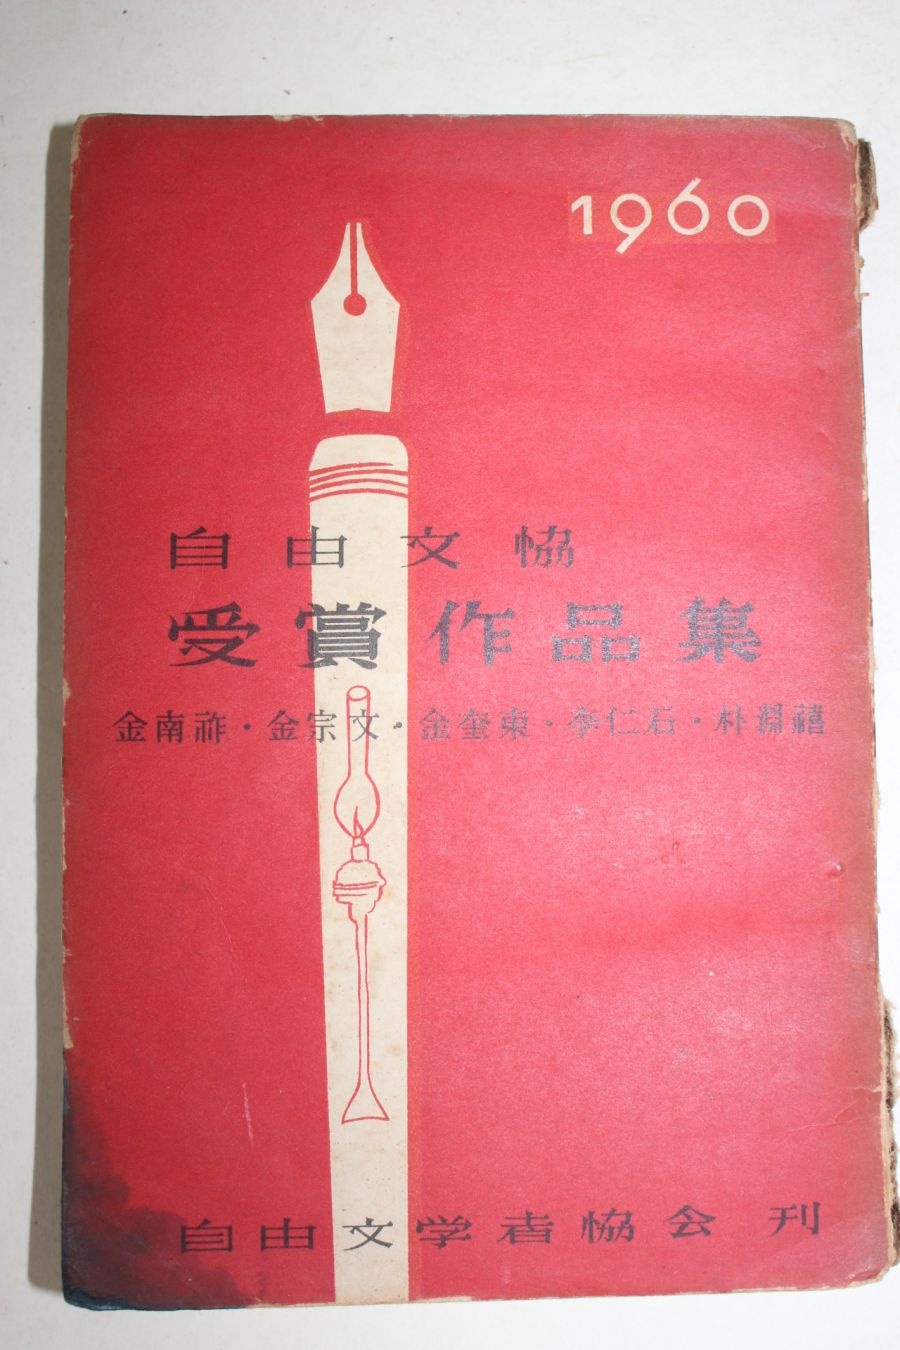 1960
自由文協
受賞作品集
金南祚・金宗文・金奎東・李仁石・朴淵禧
自由文学者協会 刊